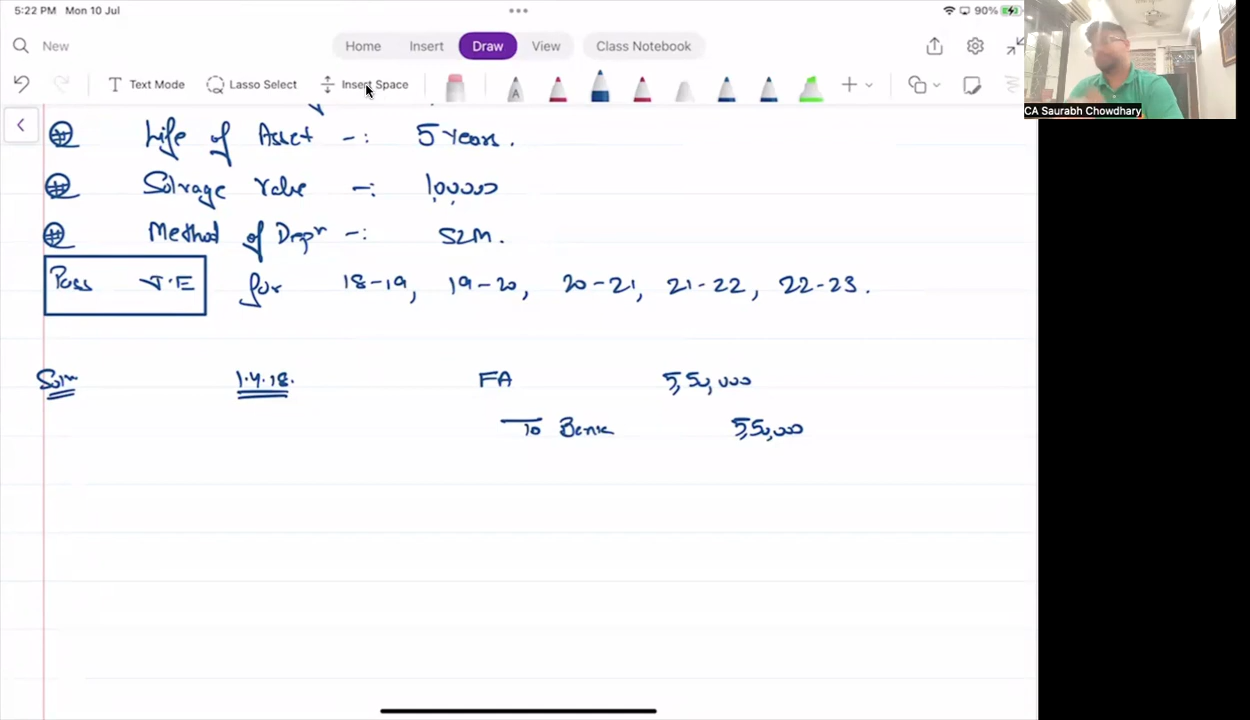 5:22 PM Mon 10 Jul
90%
New
Home Insert Draw View Class Notebook
Text Mode Lasso Select Insert Space
A
CA Saurabh Chowdhary
Life of Asset -: 5 Years.
Solvage Value -: 10,000
Method of Depn -: SLM.
Pass J.E for 18-19, 19-20, 20-21, 21-22, 22-23.
Soln 1.4.18. FA 5,50,000
To Bank 5,50,000